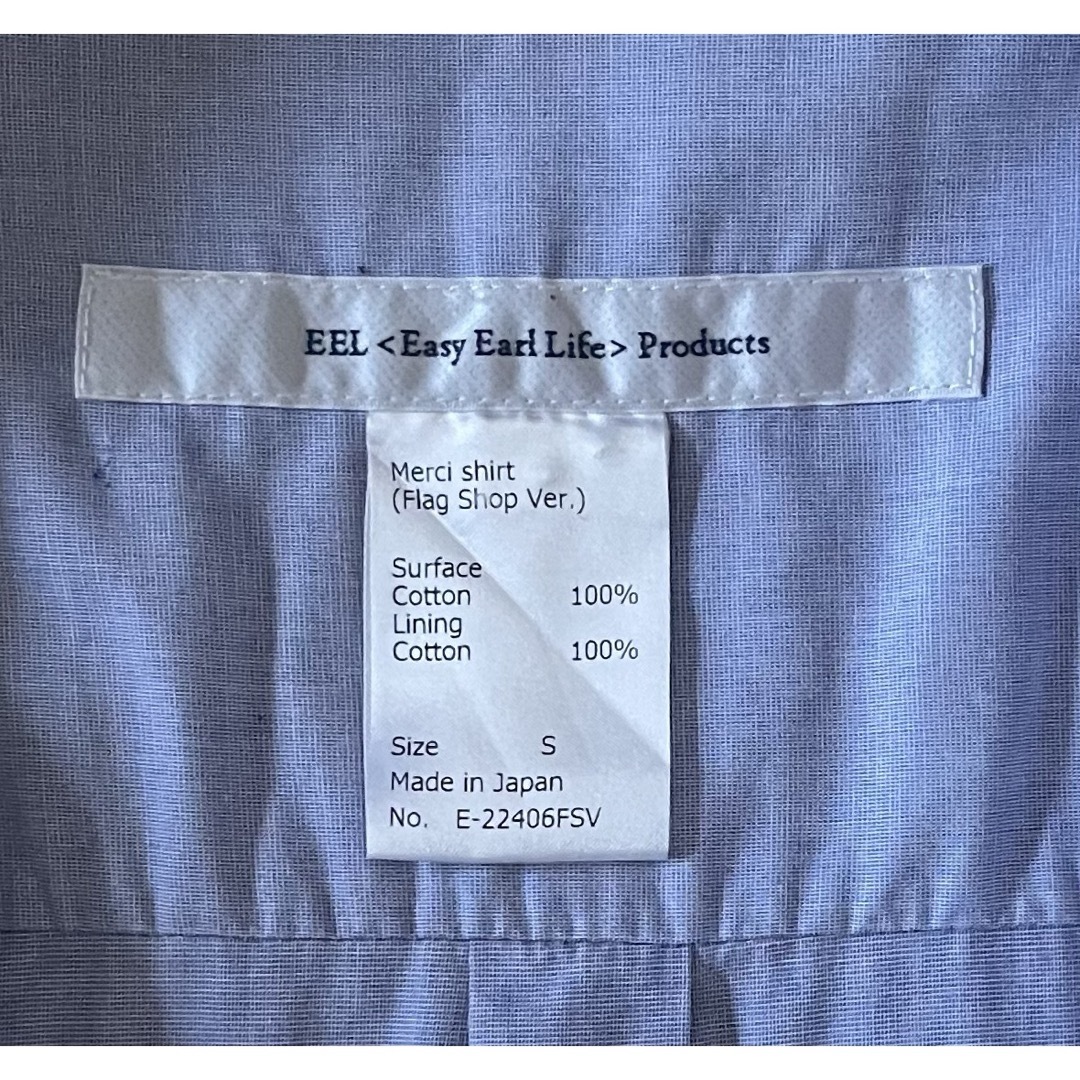 EEL <Easy Earl Life> Products
Merci shirt
(Flag Shop Ver.)
Surface
Cotton 100%
Lining
Cotton 100%
Size S
Made in Japan
No. E-22406FSV